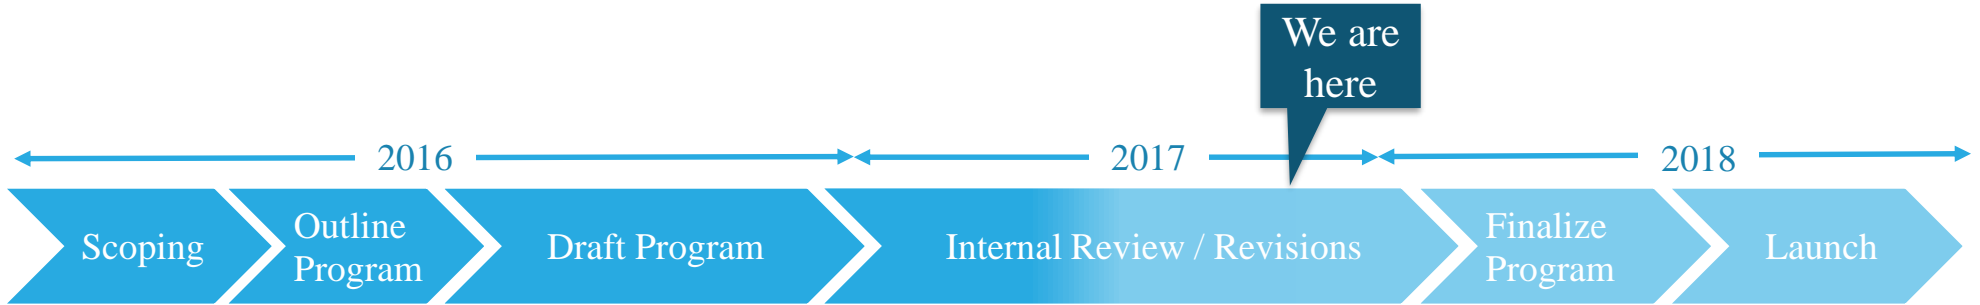 We are
here
2016
2017
2018
Scoping
Outline
Program
Draft Program
Internal Review / Revisions
Finalize
Program
Launch